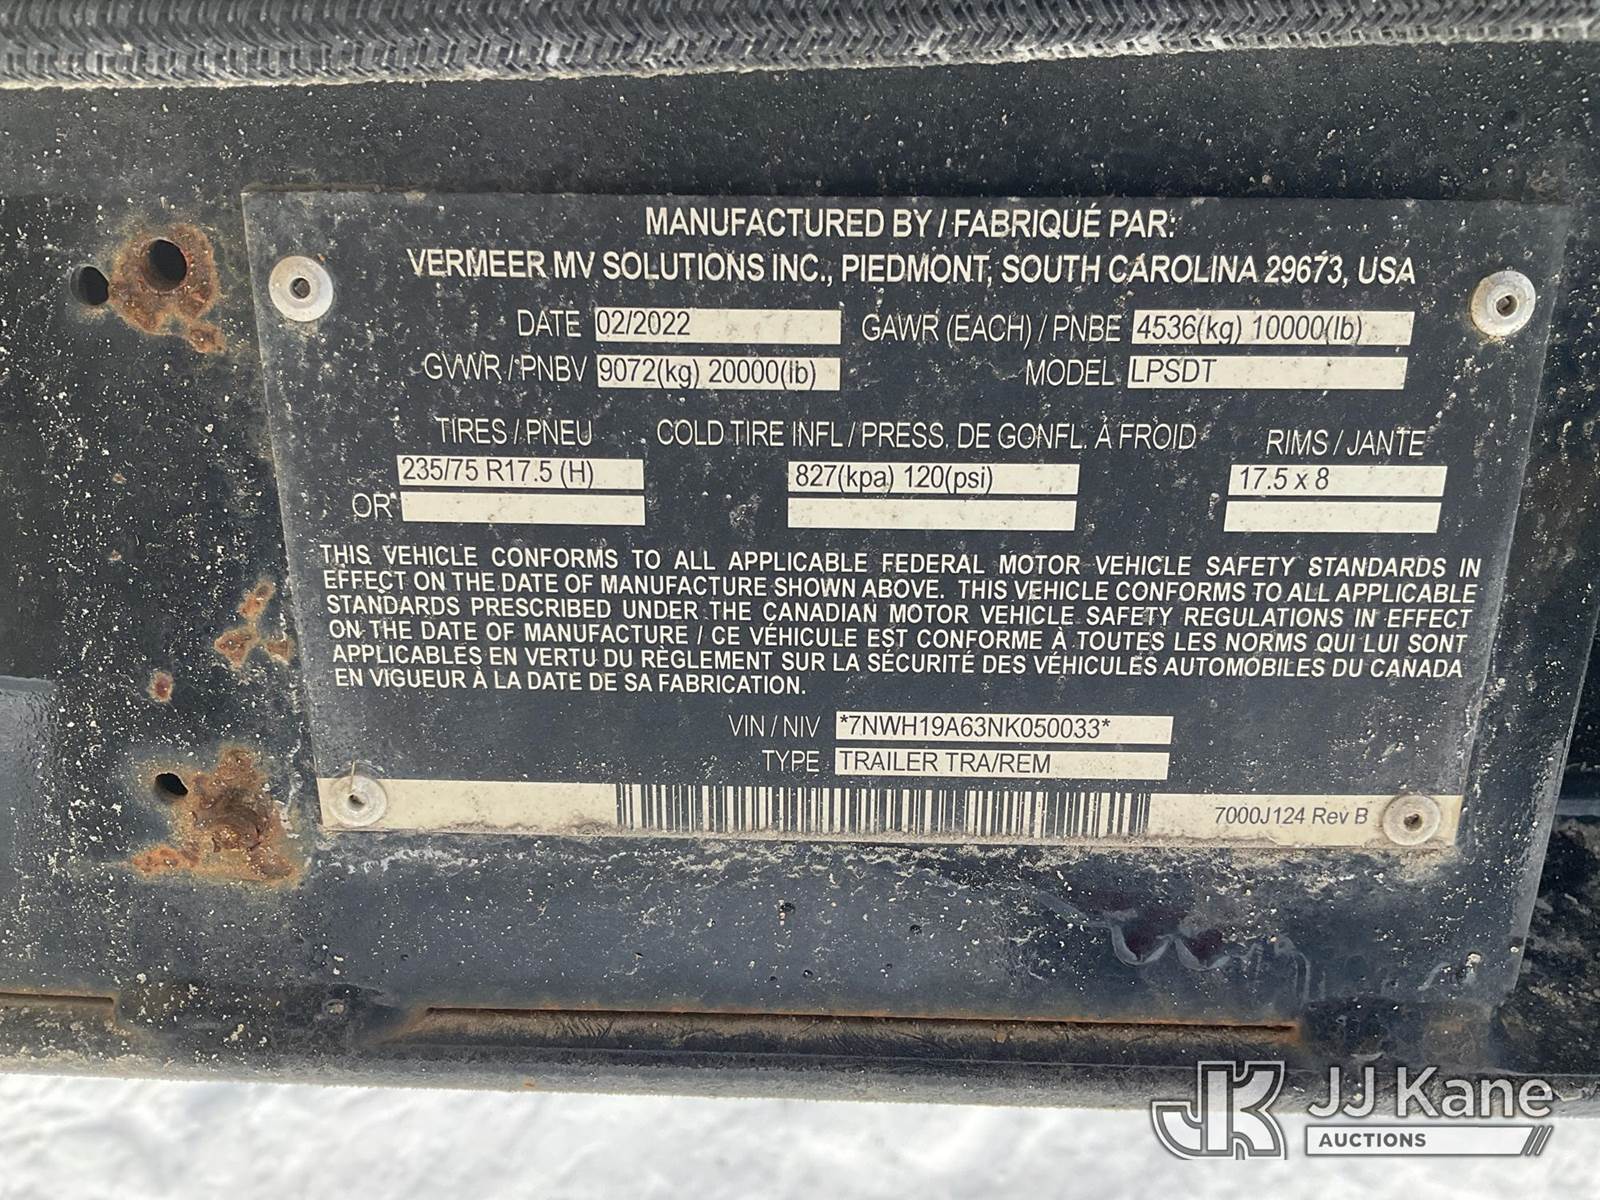 MANUFACTURED BY / FABRIQUÉ PAR:
VERMEER MV SOLUTIONS INC., PIEDMONT, SOUTH CAROLINA 29673, USA
DATE 02/2022 GAWR (EACH) / PNBE 4536(kg) 10000(lb)
GVWR / PNBV 9072(kg) 20000(lb) MODEL LPSDT
TIRES / PNEU COLD TIRE INFL / PRESS. DE GONFL. À FROID RIMS / JANTE
235/75 R17.5 (H) 827(kpa) 120(psi) 17.5 x 8
OR
THIS VEHICLE CONFORMS TO ALL APPLICABLE FEDERAL MOTOR VEHICLE SAFETY STANDARDS IN
EFFECT ON THE DATE OF MANUFACTURE SHOWN ABOVE. THIS VEHICLE CONFORMS TO ALL APPLICABLE
STANDARDS PRESCRIBED UNDER THE CANADIAN MOTOR VEHICLE SAFETY REGULATIONS IN EFFECT
ON THE DATE OF MANUFACTURE / CE VÉHICULE EST CONFORME À TOUTES LES NORMS QUI LUI SONT
APPLICABLES EN VERTU DU RÈGLEMENT SUR LA SÉCURITÉ DES VÉHICULES AUTOMOBILES DU CANADA
EN VIGUEUR À LA DATE DE SA FABRICATION.
VIN / NIV *7NWH19A63NK050033*
TYPE TRAILER TRA/REM
7000J124 Rev B
JK JJ Kane
AUCTIONS